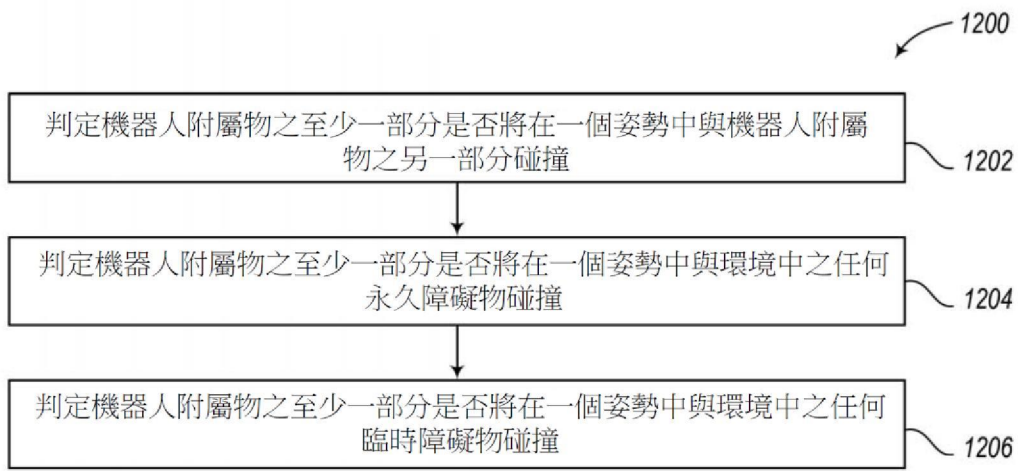 1200
判定機器人附屬物之至少一部分是否將在一個姿勢中與機器人附屬
物之另一部分碰撞
1202
判定機器人附屬物之至少一部分是否將在一個姿勢中與環境中之任何
永久障礙物碰撞
1204
判定機器人附屬物之至少一部分是否將在一個姿勢中與環境中之任何
臨時障礙物碰撞
1206